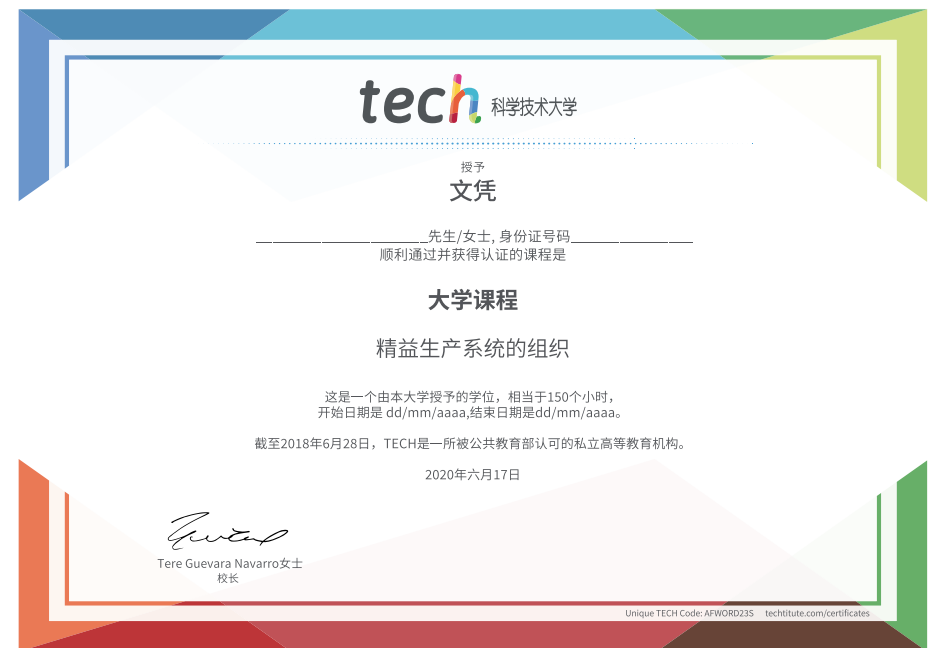 tech 科学技术大学
授予
文凭
______________________先生/女士, 身份证号码________________
顺利通过并获得认证的课程是
大学课程
精益生产系统的组织
这是一个由本大学授予的学位，相当于150个小时，
开始日期是 dd/mm/aaaa,结束日期是dd/mm/aaaa。
截至2018年6月28日，TECH是一所被公共教育部认可的私立高等教育机构。
2020年六月17日
Tere Guevara Navarro女士
校长
Unique TECH Code: AFWORD23S techtitute.com/certificates